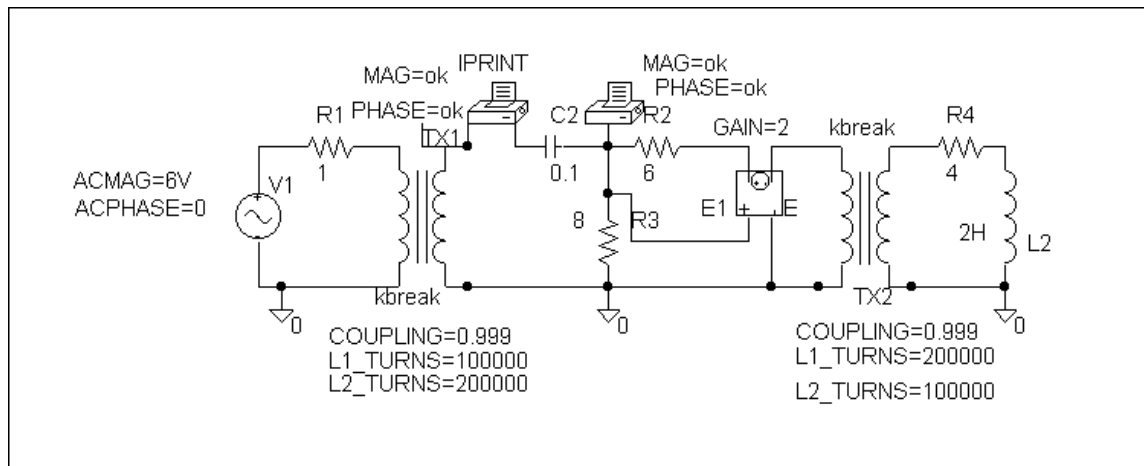 IPRINT
MAG=ok
MAG=ok
PHASE=ok
PHASE=ok
R1
TX1
C2
R2
GAIN=2
kbreak
R4
1
0.1
6
4
ACMAG=6V
ACPHASE=0
V1
E1
+
-
E
8
R3
2H
L2
kbreak
TX2
0
0
0
COUPLING=0.999
L1_TURNS=100000
L2_TURNS=200000
COUPLING=0.999
L1_TURNS=200000
L2_TURNS=100000